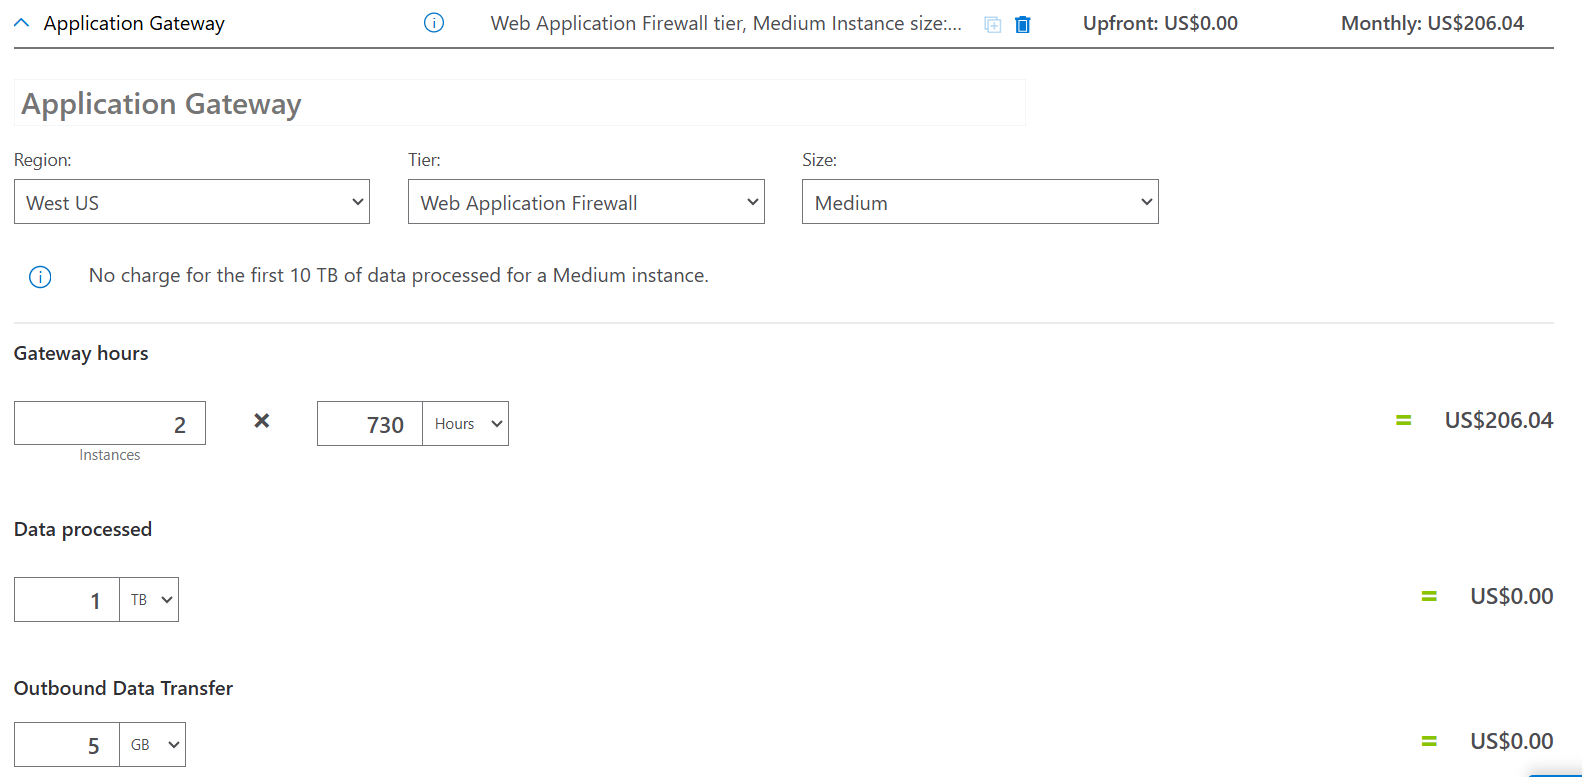 Application Gateway
Web Application Firewall tier, Medium Instance size:...
Upfront: US$0.00
Monthly: US$206.04
Application Gateway
Region:
Tier:
Size:
West US
Web Application Firewall
Medium
No charge for the first 10 TB of data processed for a Medium instance.
Gateway hours
2
×
730
Hours
=
US$206.04
Instances
Data processed
1
TB
=
US$0.00
Outbound Data Transfer
5
GB
=
US$0.00